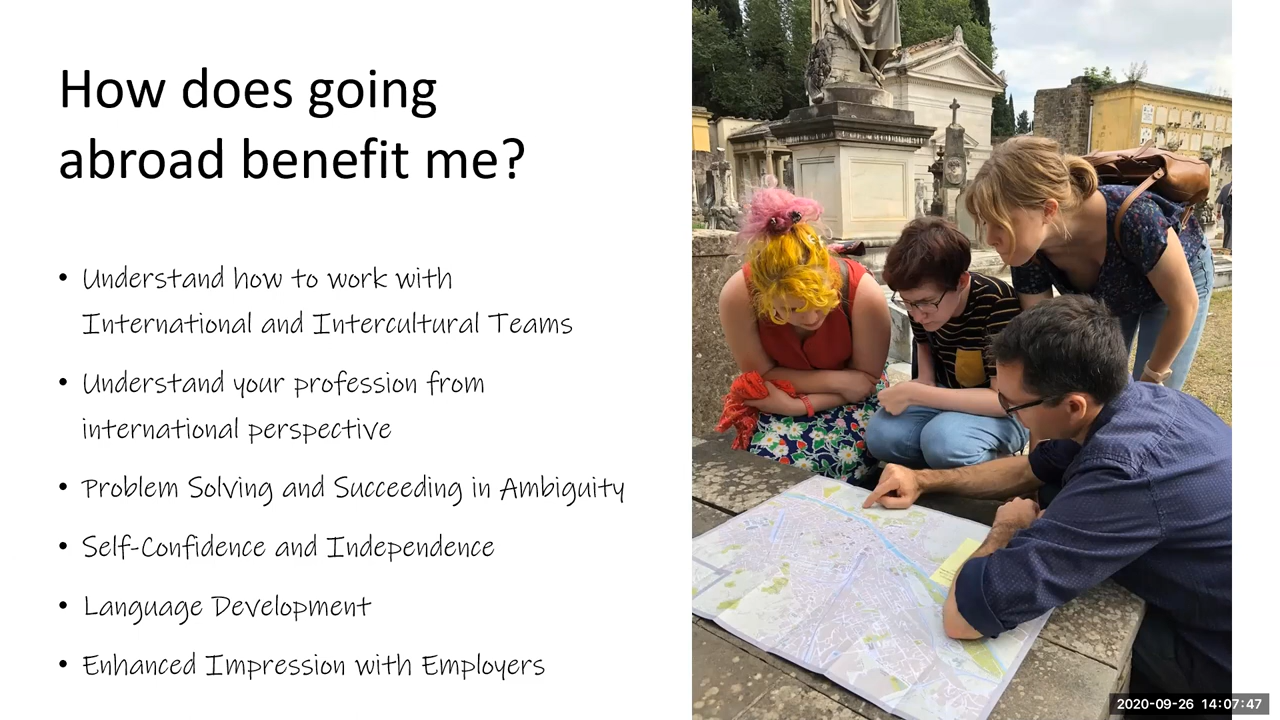 How does going
abroad benefit me?
• Understand how to work with
International and Intercultural Teams
• Understand your profession from
international perspective
• Problem Solving and Succeeding in Ambiguity
• Self-Confidence and Independence
• Language Development
• Enhanced Impression with Employers
2020-09-26 14:07:47